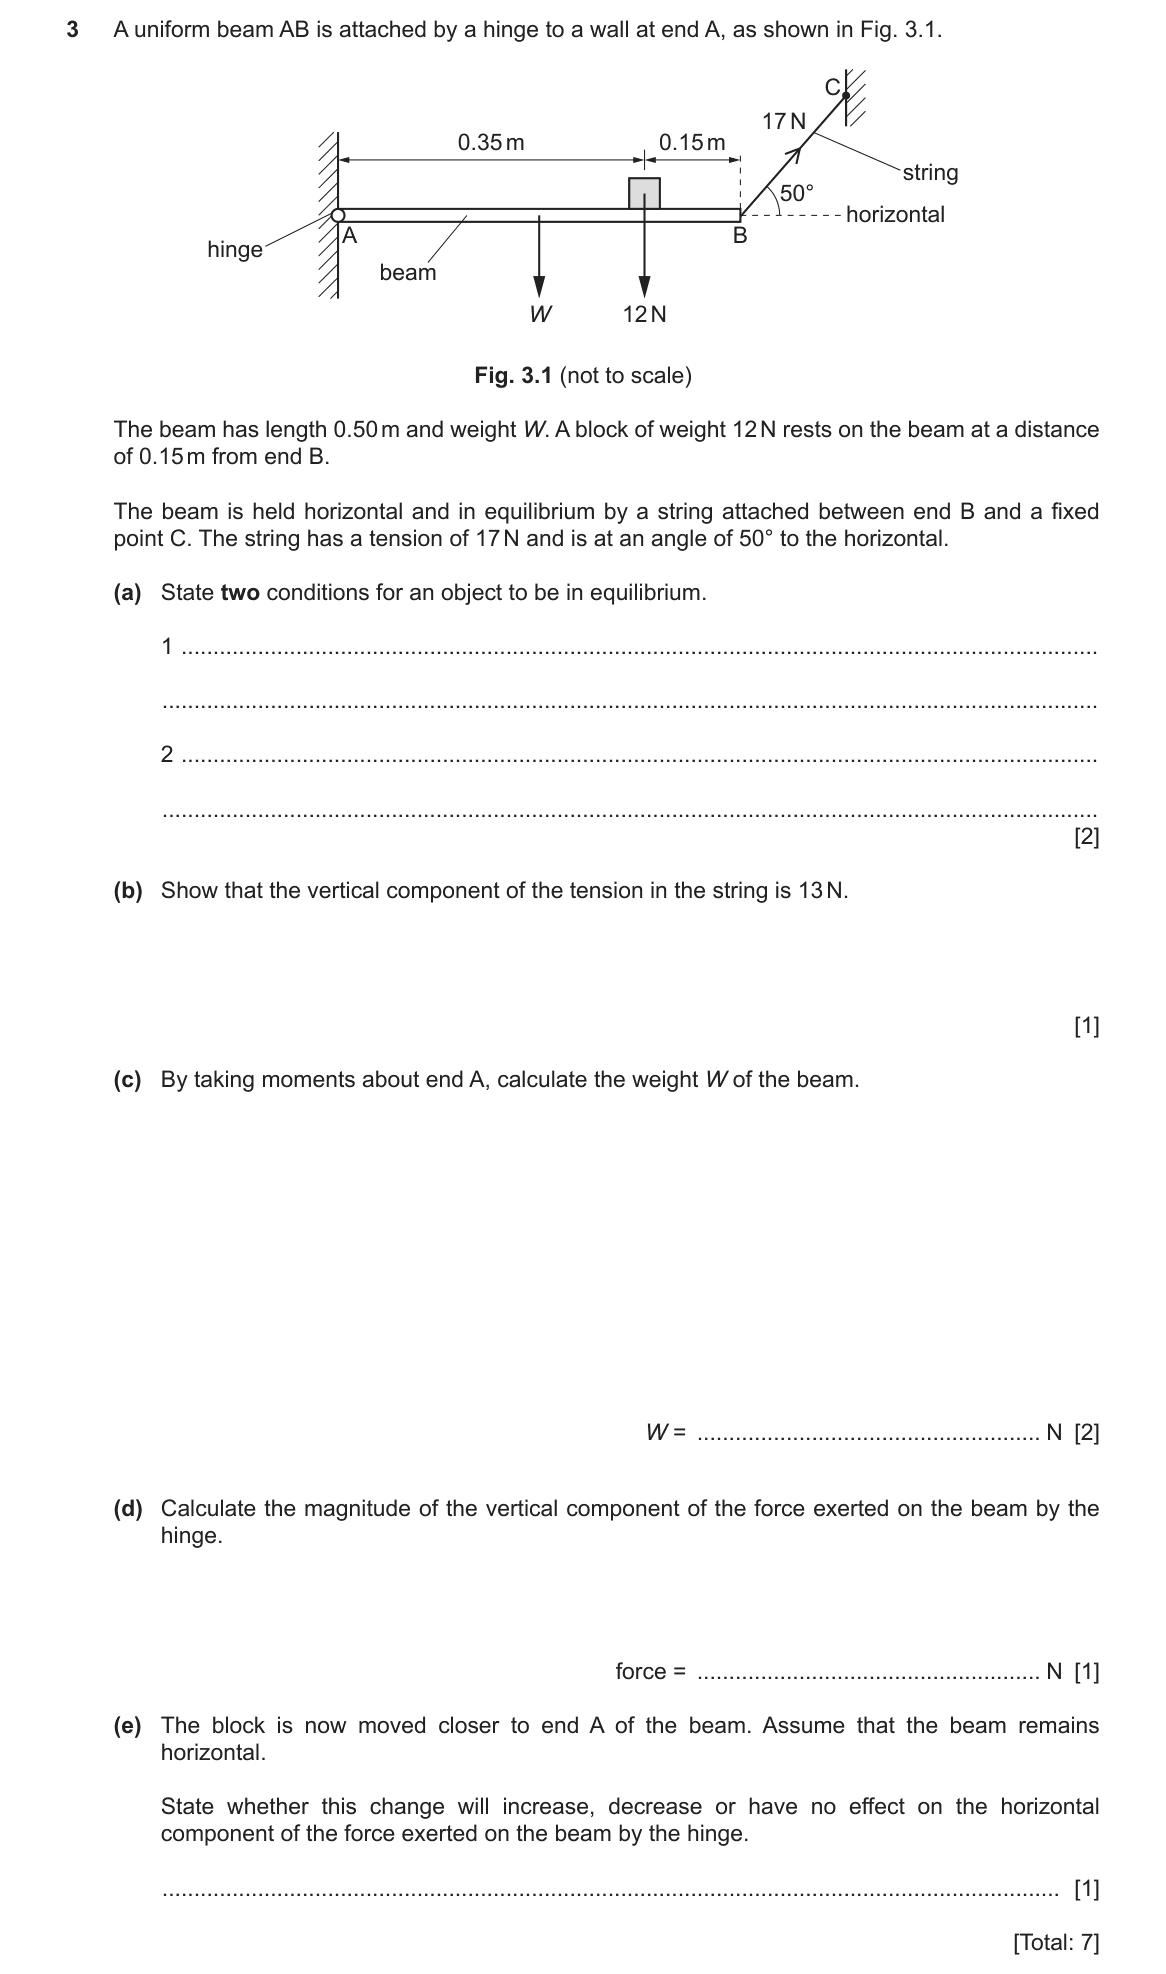 3 A uniform beam AB is attached by a hinge to a wall at end A, as shown in Fig. 3.1.
C
17 N
0.35 m 0.15 m
string
50°
horizontal
A B
hinge
beam
W 12 N
Fig. 3.1 (not to scale)
The beam has length 0.50 m and weight W. A block of weight 12 N rests on the beam at a distance
of 0.15 m from end B.
The beam is held horizontal and in equilibrium by a string attached between end B and a fixed
point C. The string has a tension of 17 N and is at an angle of 50° to the horizontal.
(a) State two conditions for an object to be in equilibrium.
1 ....................................................................................................
....................................................................................................
2 ....................................................................................................
....................................................................................................
[2]
(b) Show that the vertical component of the tension in the string is 13 N.
[1]
(c) By taking moments about end A, calculate the weight W of the beam.
W = ...................................................... N [2]
(d) Calculate the magnitude of the vertical component of the force exerted on the beam by the
hinge.
force = ...................................................... N [1]
(e) The block is now moved closer to end A of the beam. Assume that the beam remains
horizontal.
State whether this change will increase, decrease or have no effect on the horizontal
component of the force exerted on the beam by the hinge.
.................................................................................................... [1]
[Total: 7]